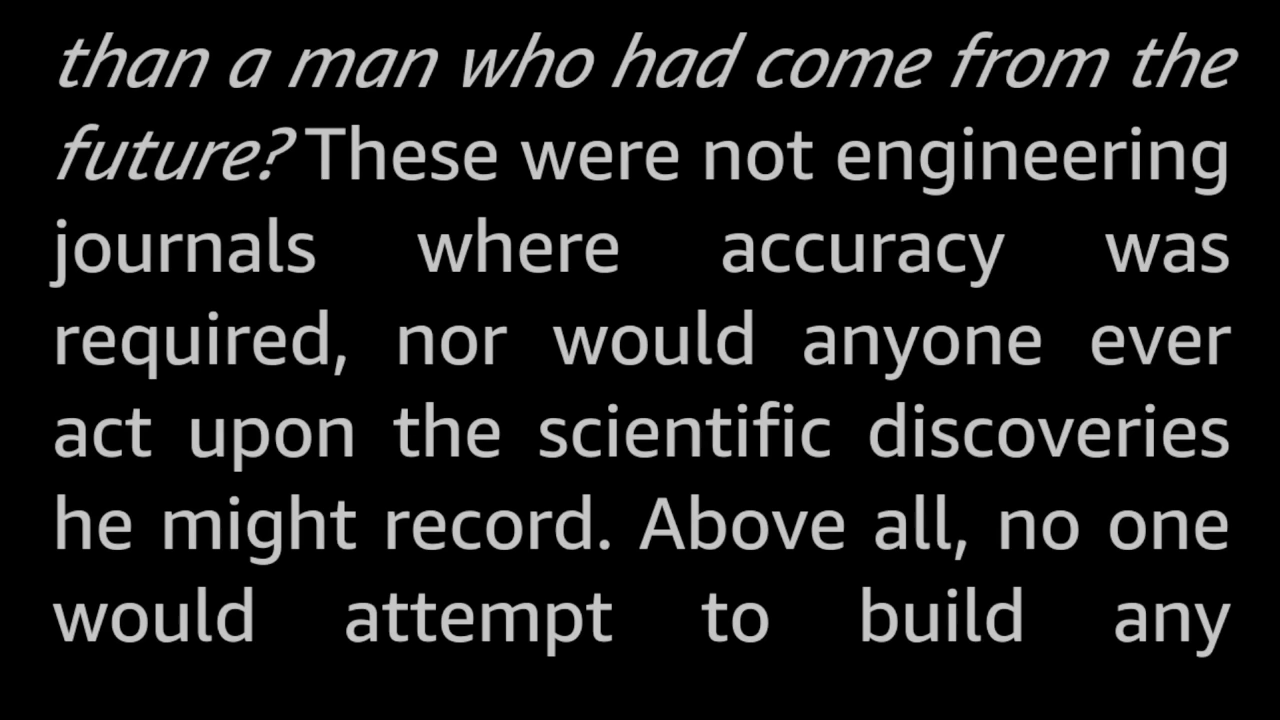 than a man who had come from the
future? These were not engineering
journals where accuracy was
required, nor would anyone ever
act upon the scientific discoveries
he might record. Above all, no one
would attempt to build any